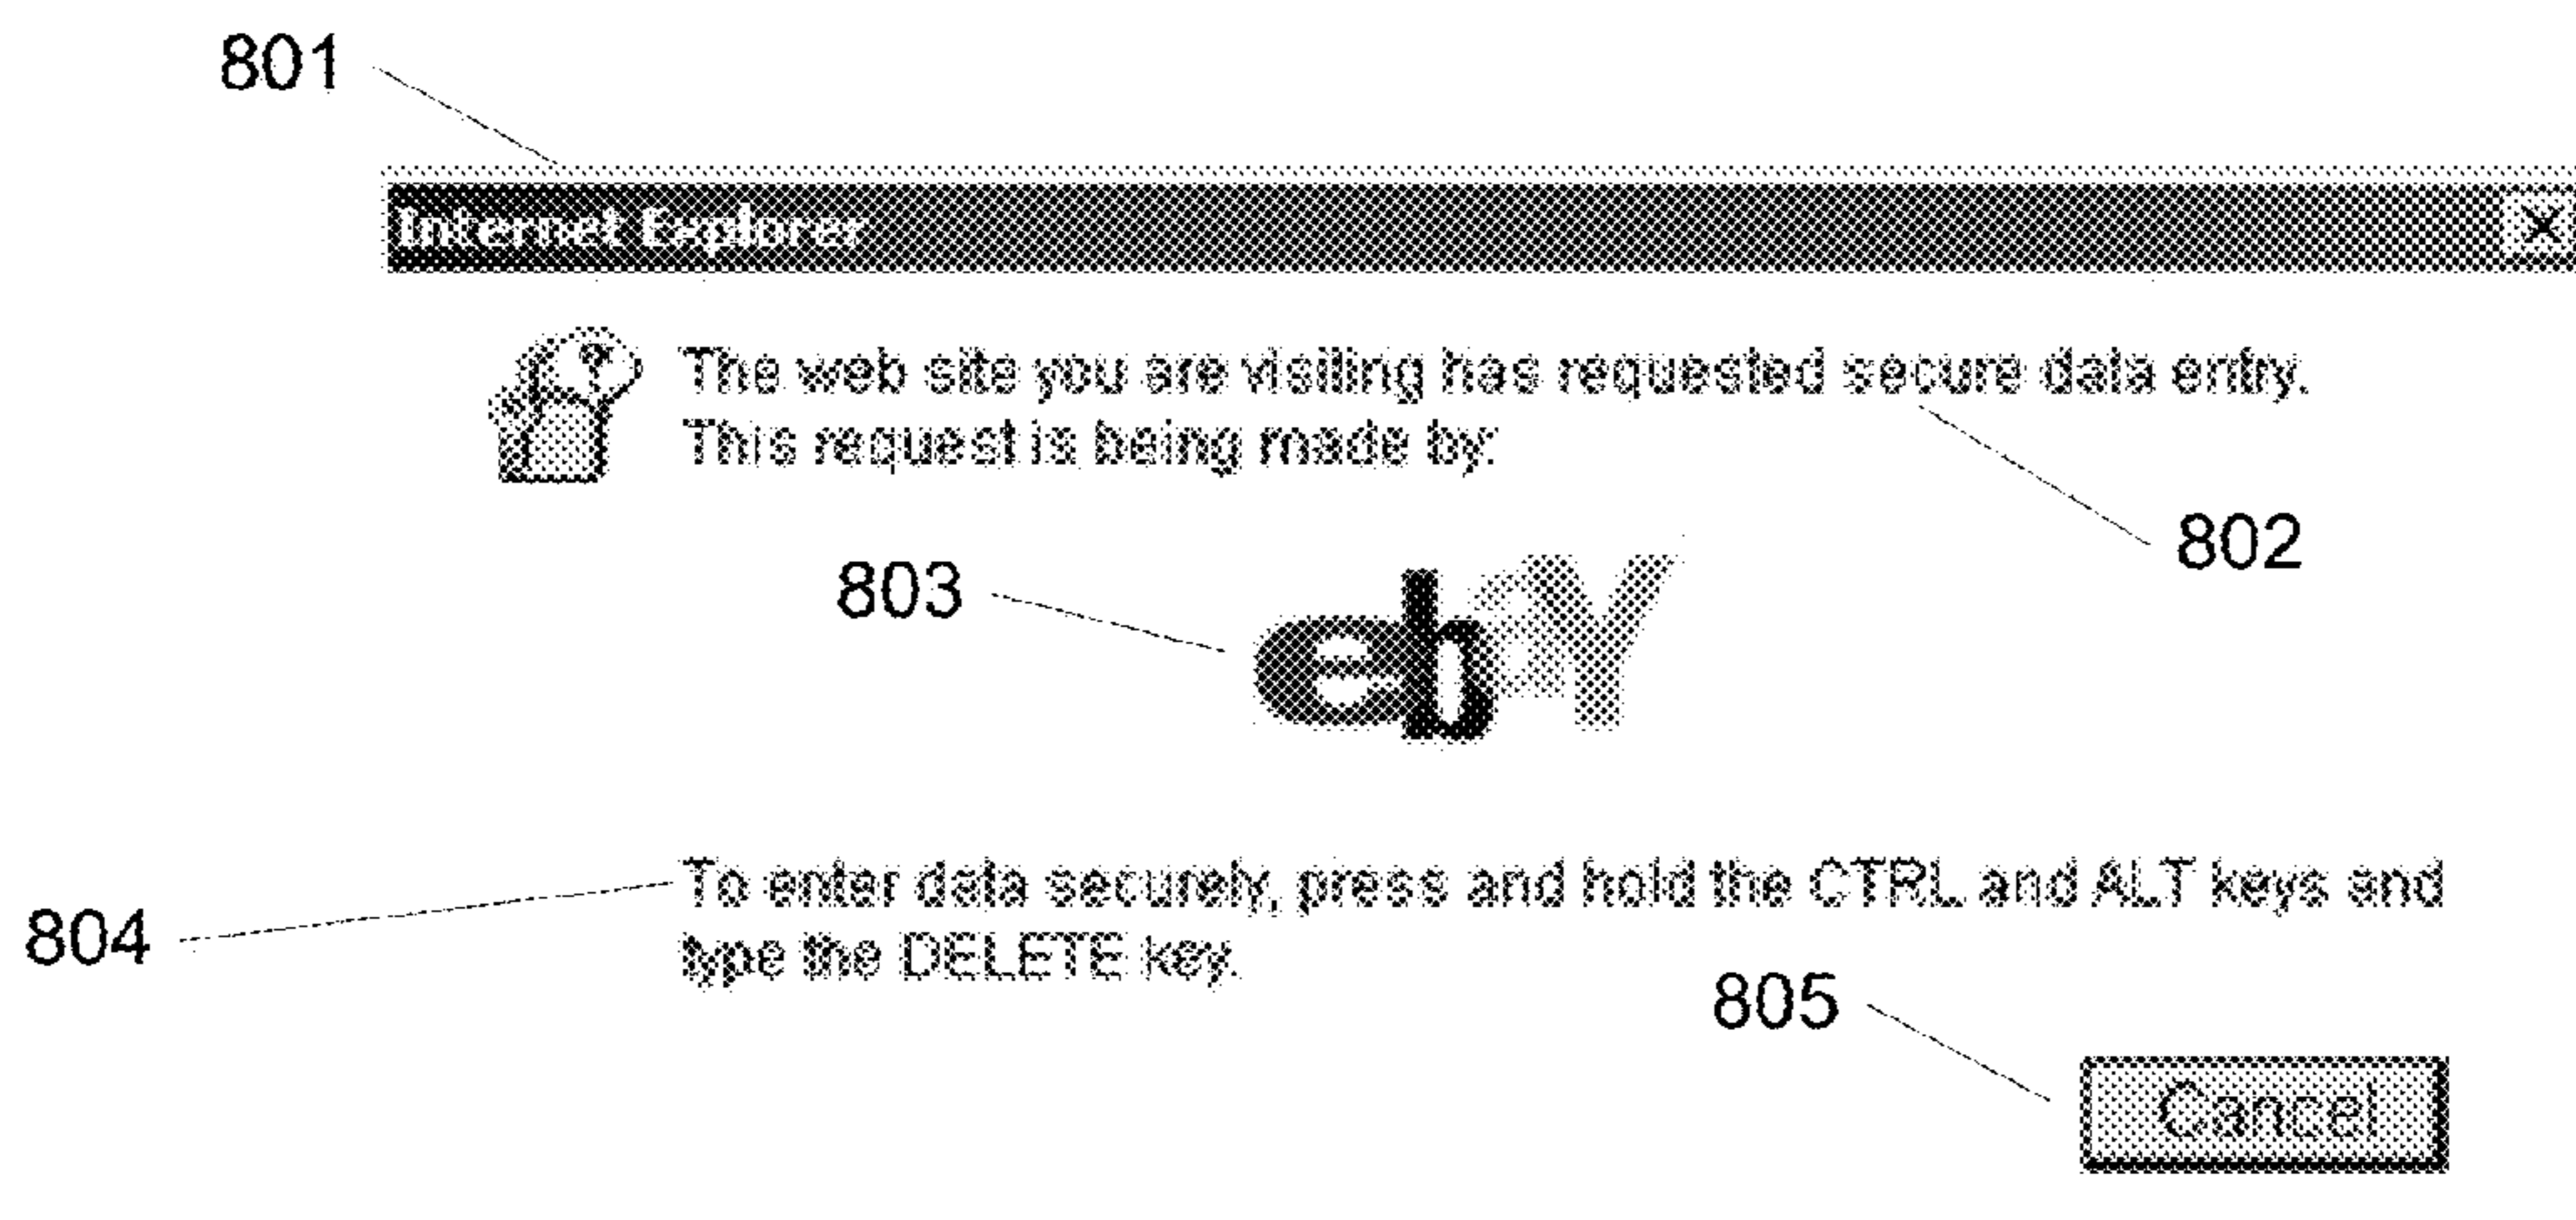 801
Internet Explorer
The web site you are visiting has requested secure data entry.
This request is being made by:
802
803
ebaY
To enter data securely, press and hold the CTRL and ALT keys and
type the DELETE key.
804
805
Cancel